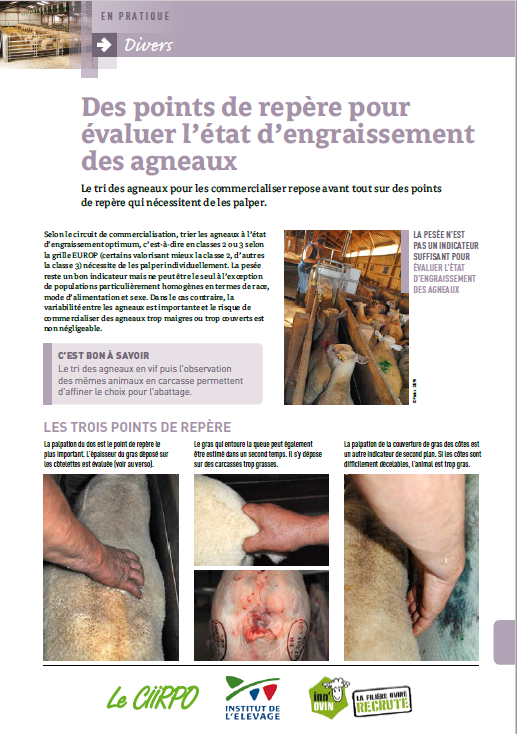 EN PRATIQUE
Divers
Des points de repère pour
évaluer l'état d'engraissement
des agneaux
Le tri des agneaux pour les commercialiser repose avant tout sur des points
de repère qui nécessitent de les palper.
Selon le circuit de commercialisation, trier les agneaux à l'état
d'engraissement optimum, c'est-à-dire en classes 2 ou 3 selon
la grille EUROP (certains valorisant mieux la classe 2, d'autres
la classe 3) nécessite de les palper individuellement. La pesée
reste un bon indicateur mais ne peut être le seul à l'exception
de populations particulièrement homogènes en termes de race,
mode d'alimentation et sexe. Dans le cas contraire, la
variabilité entre les agneaux est importante et le risque de
commercialiser des agneaux trop maigres ou trop couverts est
non négligeable.
LA PESÉE N'EST
PAS UN INDICATEUR
SUFFISANT POUR
ÉVALUER L'ÉTAT
D'ENGRAISSEMENT
DES AGNEAUX
C'EST BON À SAVOIR
Le tri des agneaux en vif puis l'observation
des mêmes animaux en carcasse permettent
d'affiner le choix pour l'abattage.
LES TROIS POINTS DE REPÈRE
La palpation du dos est le point de repère le
plus important. L'épaisseur du gras déposé sur
les côtelettes est évaluée (voir au verso).
Le gras qui entoure la queue peut également
être estimé dans un second temps. Il s'y dépose
sur des carcasses trop grasses.
La palpation de la couverture de gras des côtes est
un autre indicateur de second plan. Si les côtes sont
difficilement décelables, l'animal est trop gras.
Le CIIRPO
INSTITUT DE
L'ELEVAGE
inn'
OVIN
LA FILIÈRE OVINE
RECRUTE